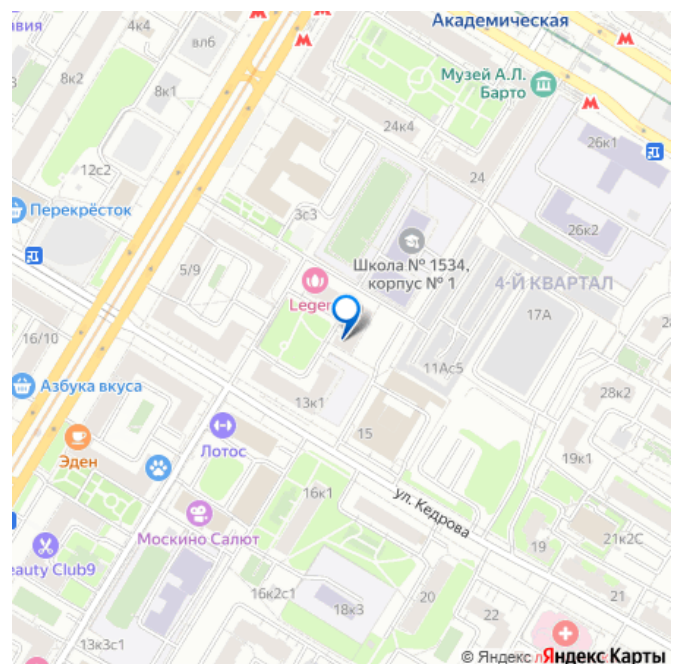 Академическая
авия
4к4
вл6
Музей А.Л.
Барто
8к2
8к1
24к4
26к1
12с2
24
Перекрёсток
3с3
26к2
Школа № 1534,
корпус № 1
5/9
4-Й КВАРТАЛ
Leger
17А
16/10
11Ас5
28к2
Азбука вкуса
13к1
15
Лотос
Эден
19к1
16к1
ул. Кедрова
Москино Салют
19
21к2С
eauty Club9
16к2с1
20
21
18к3
22
13к3с1
© Яндекс
Яндекс Карты